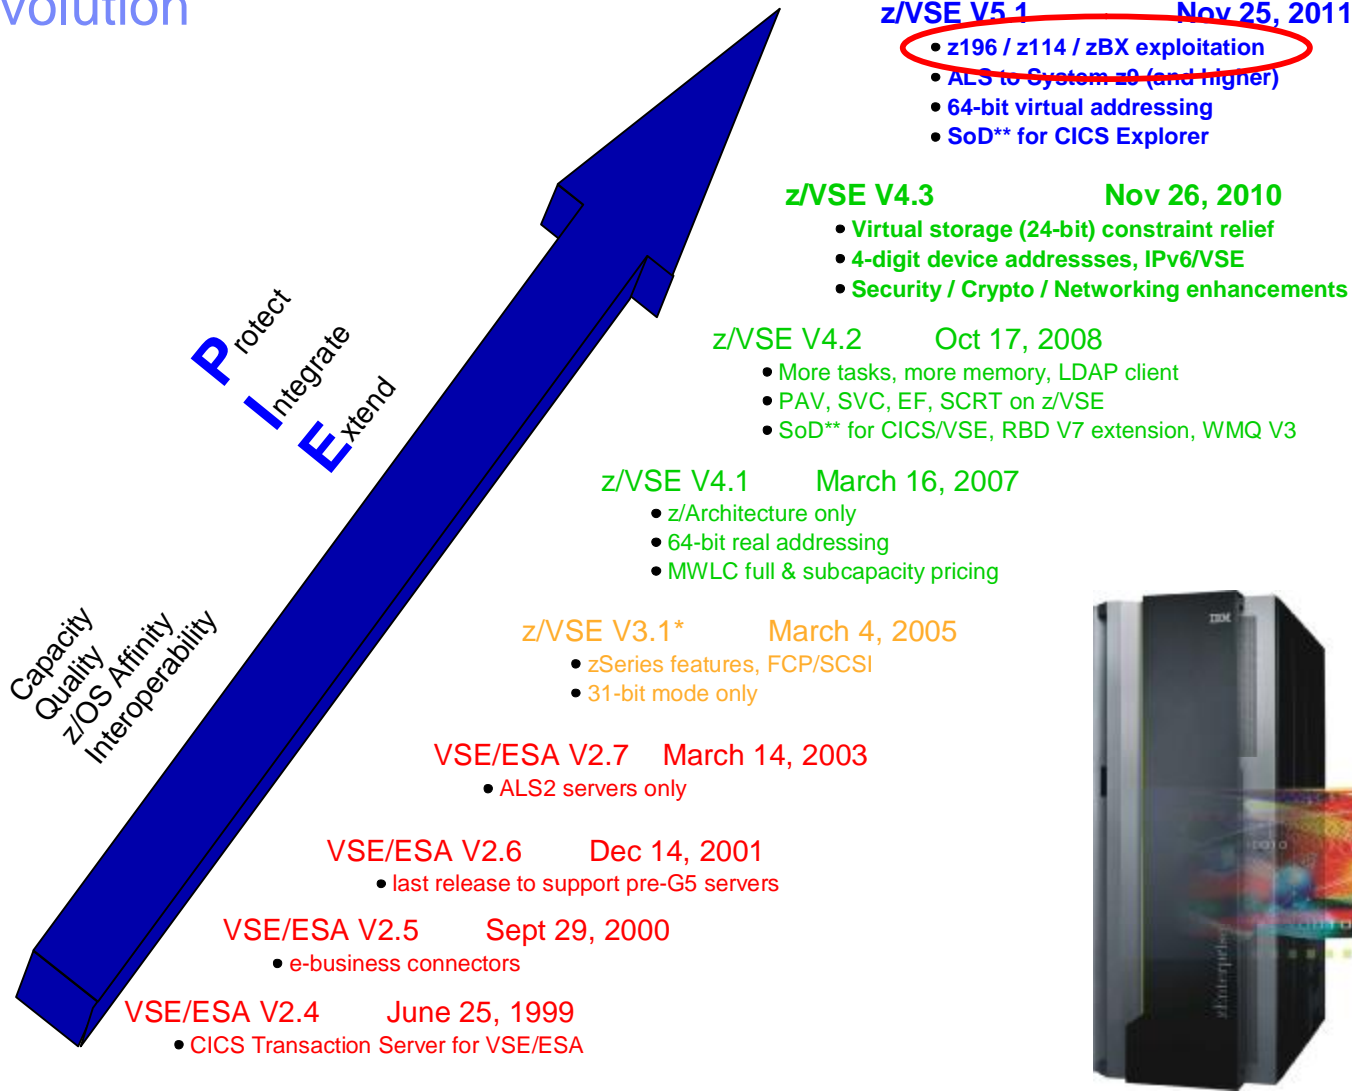 volution
z/VSE V5.1 Nov 25, 2011
z196 / z114 / zBX exploitation
ALS to System z9 (and higher)
64-bit virtual addressing
SoD** for CICS Explorer
z/VSE V4.3 Nov 26, 2010
Virtual storage (24-bit) constraint relief
4-digit device addressses, IPv6/VSE
Security / Crypto / Networking enhancements
Protect
Integrate
Extend
z/VSE V4.2 Oct 17, 2008
More tasks, more memory, LDAP client
PAV, SVC, EF, SCRT on z/VSE
SoD** for CICS/VSE, RBD V7 extension, WMQ V3
z/VSE V4.1 March 16, 2007
z/Architecture only
64-bit real addressing
MWLC full & subcapacity pricing
Capacity
Quality
z/OS Affinity
Interoperability
z/VSE V3.1* March 4, 2005
zSeries features, FCP/SCSI
31-bit mode only
VSE/ESA V2.7 March 14, 2003
ALS2 servers only
VSE/ESA V2.6 Dec 14, 2001
last release to support pre-G5 servers
VSE/ESA V2.5 Sept 29, 2000
e-business connectors
VSE/ESA V2.4 June 25, 1999
CICS Transaction Server for VSE/ESA
IBM
zEnterprise